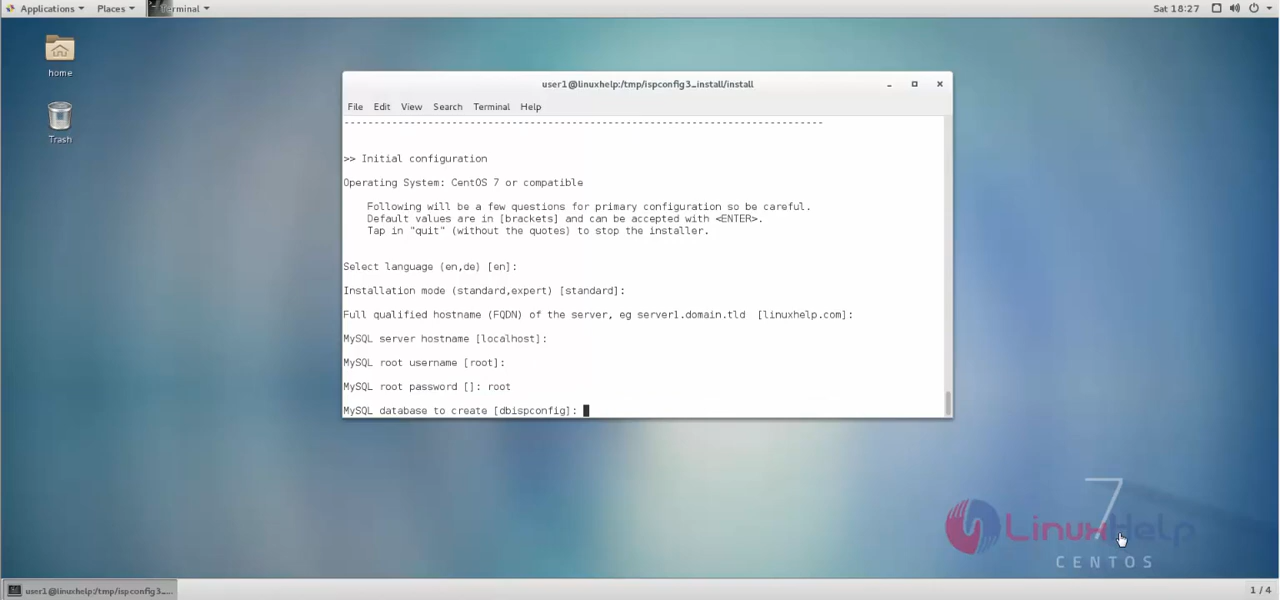 Applications Places Terminal Sat 18:27
home
Trash
user1@linuxhelp:/tmp/ispconfig3_install/install
File Edit View Search Terminal Help
--------------------------------------------------------------------------------
>> Initial configuration
Operating System: CentOS 7 or compatible
Following will be a few questions for primary configuration so be careful.
Default values are in [brackets] and can be accepted with <ENTER>.
Tap in "quit" (without the quotes) to stop the installer.
Select language (en,de) [en]:
Installation mode (standard,expert) [standard]:
Full qualified hostname (FQDN) of the server, eg server1.domain.tld [linuxhelp.com]:
MySQL server hostname [localhost]:
MySQL root username [root]:
MySQL root password []: root
MySQL database to create [dbispconfig]:
7
LinuxHelp
CENTOS
user1@linuxhelp:/tmp/ispconfig3_... 1 / 4